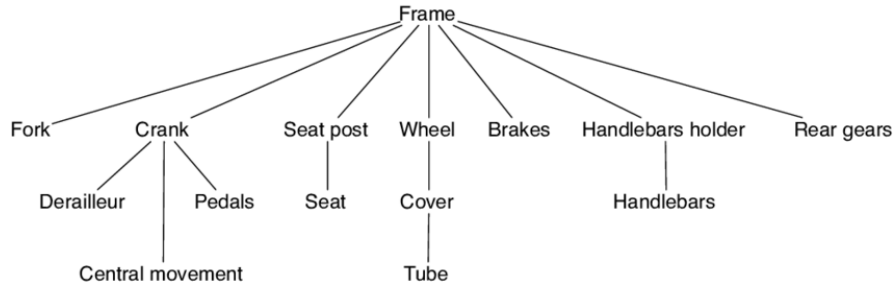 Frame
Fork Crank Seat post Wheel Brakes Handlebars holder Rear gears
Derailleur Pedals Seat Cover Handlebars
Central movement Tube